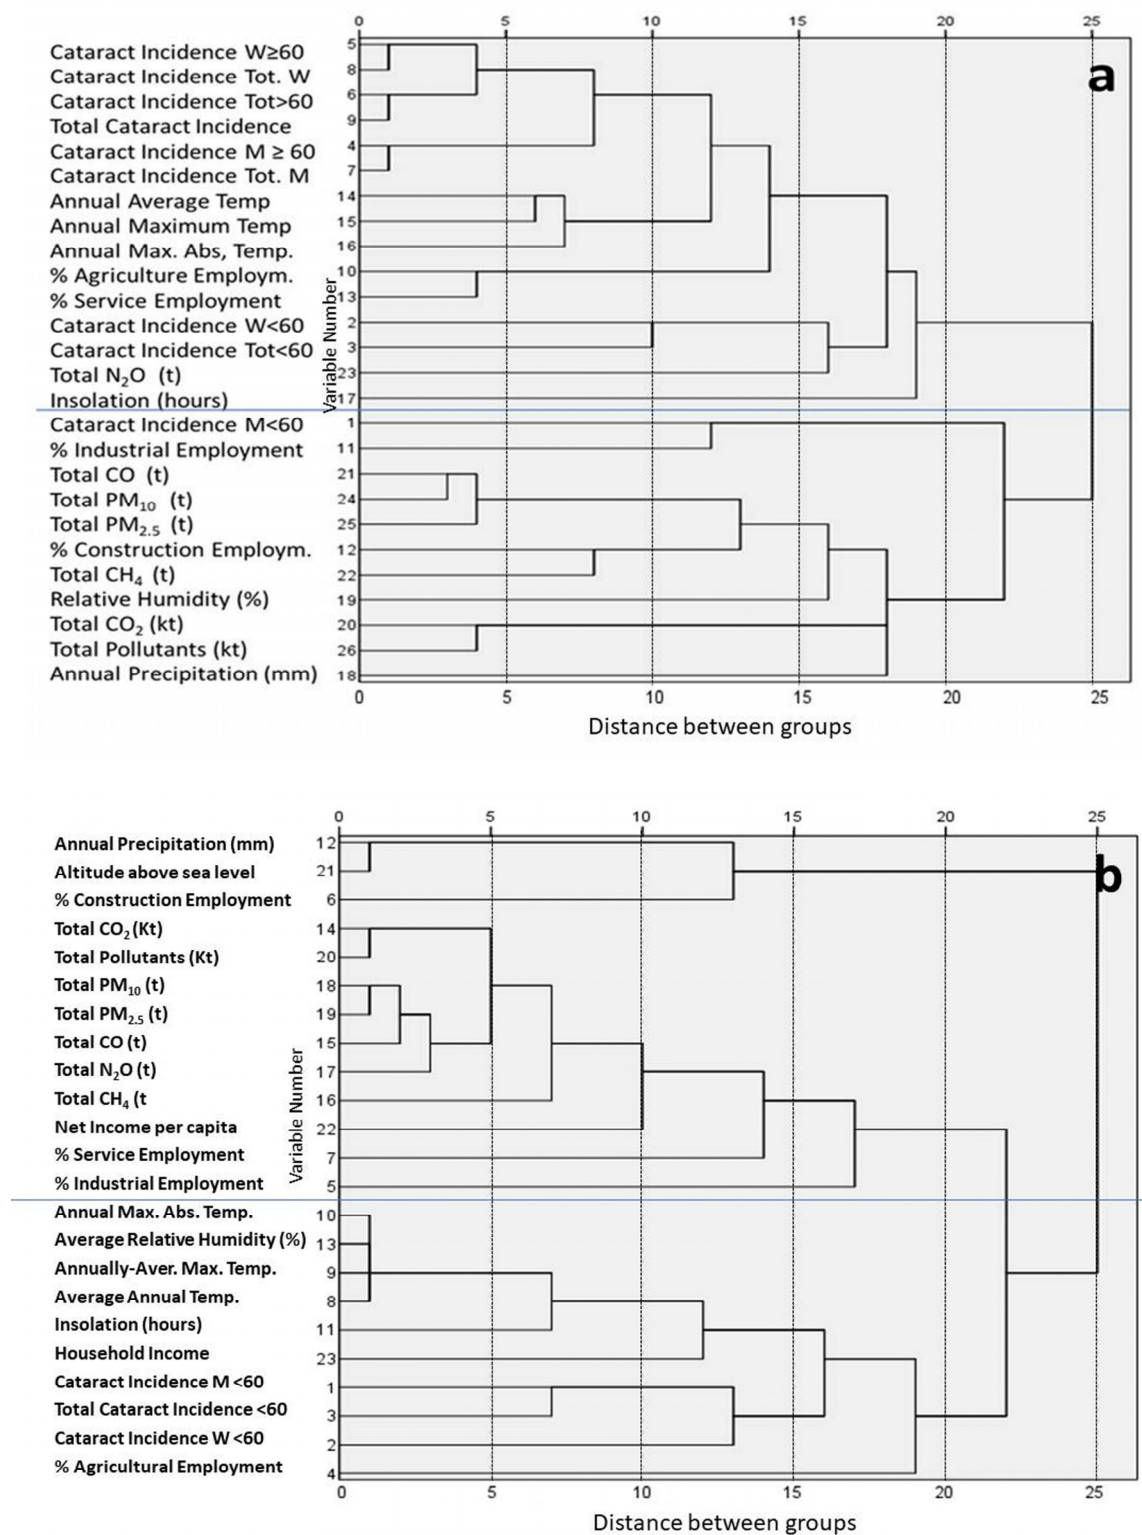 0 5 10 15 20 25
a
Cataract Incidence W≥60 5
Cataract Incidence Tot. W 8
Cataract Incidence Tot>60 6
Total Cataract Incidence 9
Cataract Incidence M ≥ 60 4
Cataract Incidence Tot. M 7
Annual Average Temp 14
Annual Maximum Temp 15
Annual Max. Abs, Temp. 16
% Agriculture Employm. 10
% Service Employment 13
Cataract Incidence W<60 2
Cataract Incidence Tot<60 3
Total N₂O (t) 23
Insolation (hours) 17
Variable Number
Cataract Incidence M<60 1
% Industrial Employment 11
Total CO (t) 21
Total PM₁₀ (t) 24
Total PM₂.₅ (t) 25
% Construction Employm. 12
Total CH₄ (t) 22
Relative Humidity (%) 19
Total CO₂ (kt) 20
Total Pollutants (kt) 26
Annual Precipitation (mm) 18
0 5 10 15 20 25
Distance between groups
0 5 10 15 20 25
b
Annual Precipitation (mm) 12
Altitude above sea level 21
% Construction Employment 6
Total CO₂ (Kt) 14
Total Pollutants (Kt) 20
Total PM₁₀ (t) 18
Total PM₂.₅ (t) 19
Total CO (t) 15
Total N₂O (t) 17
Total CH₄ (t 16
Net Income per capita 22
% Service Employment 7
% Industrial Employment 5
Variable Number
Annual Max. Abs. Temp. 10
Average Relative Humidity (%) 13
Annually-Aver. Max. Temp. 9
Average Annual Temp. 8
Insolation (hours) 11
Household Income 23
Cataract Incidence M <60 1
Total Cataract Incidence <60 3
Cataract Incidence W <60 2
% Agricultural Employment 4
0 5 10 15 20 25
Distance between groups